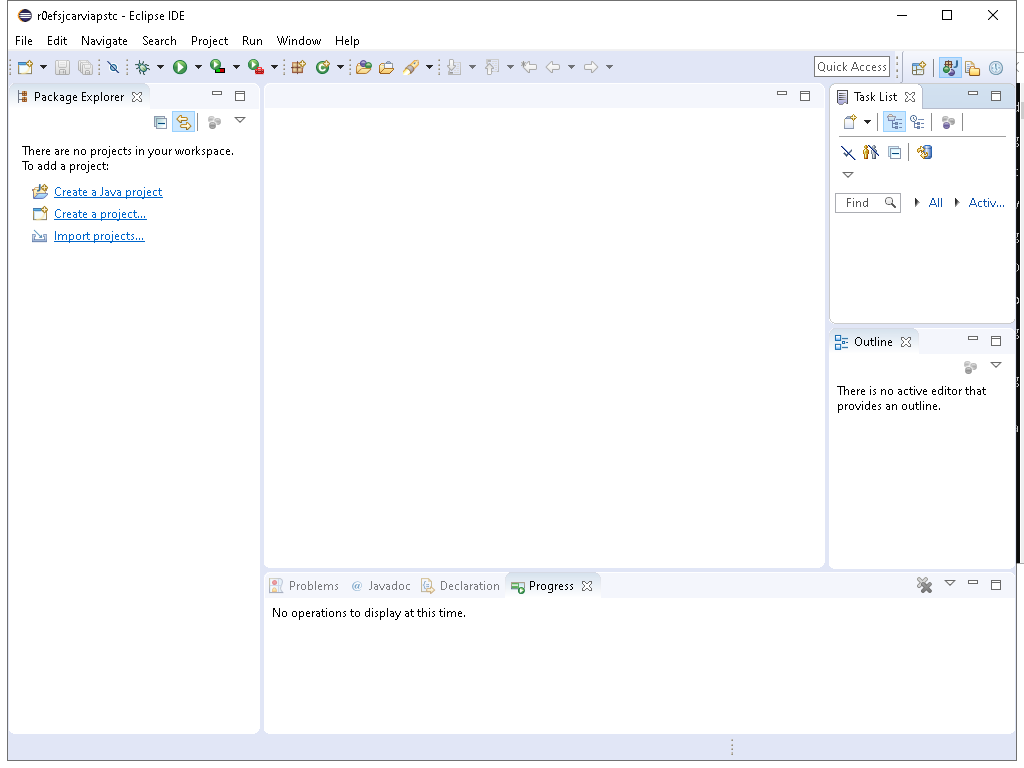 r0efsjcarviapstc - Eclipse IDE
File Edit Navigate Search Project Run Window Help
Quick Access
Package Explorer
There are no projects in your workspace.
To add a project:
Create a Java project
Create a project...
Import projects...
Task List
Find All Activ...
Outline
There is no active editor that
provides an outline.
Problems @ Javadoc Declaration Progress
No operations to display at this time.